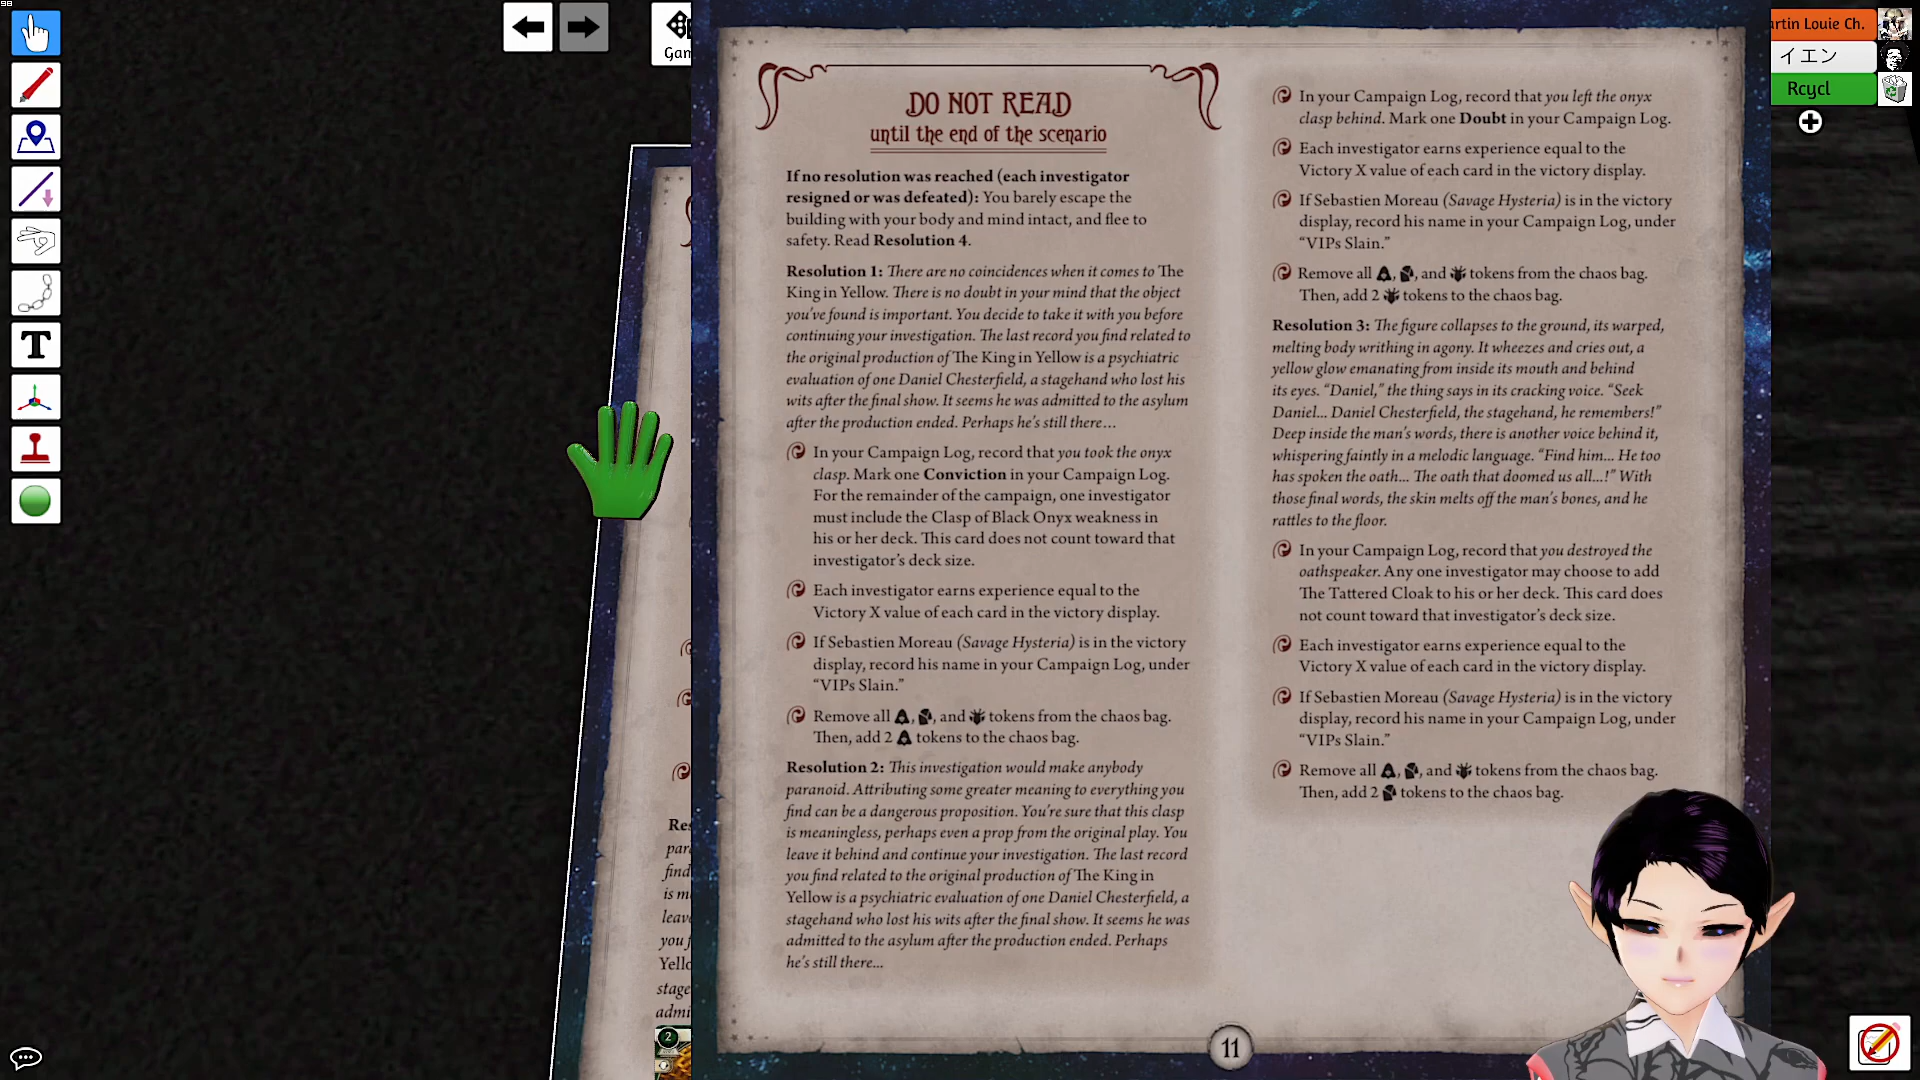 98
Gam
artin Louie Ch.
イエン
Rcycl
DO NOT READ
until the end of the scenario
If no resolution was reached (each investigator
resigned or was defeated): You barely escape the
building with your body and mind intact, and flee to
safety. Read Resolution 4.
Resolution 1: There are no coincidences when it comes to The
King in Yellow. There is no doubt in your mind that the object
you've found is important. You decide to take it with you before
continuing your investigation. The last record you find related to
the original production of The King in Yellow is a psychiatric
evaluation of one Daniel Chesterfield, a stagehand who lost his
wits after the final show. It seems he was admitted to the asylum
after the production ended. Perhaps he's still there…
In your Campaign Log, record that you took the onyx
clasp. Mark one Conviction in your Campaign Log.
For the remainder of the campaign, one investigator
must include the Clasp of Black Onyx weakness in
his or her deck. This card does not count toward that
investigator's deck size.
Each investigator earns experience equal to the
Victory X value of each card in the victory display.
If Sebastien Moreau (Savage Hysteria) is in the victory
display, record his name in your Campaign Log, under
“VIPs Slain.”
Remove all , , and tokens from the chaos bag.
Then, add 2 tokens to the chaos bag.
Resolution 2: This investigation would make anybody
paranoid. Attributing some greater meaning to everything you
find can be a dangerous proposition. You're sure that this clasp
is meaningless, perhaps even a prop from the original play. You
leave it behind and continue your investigation. The last record
you find related to the original production of The King in
Yellow is a psychiatric evaluation of one Daniel Chesterfield, a
stagehand who lost his wits after the final show. It seems he was
admitted to the asylum after the production ended. Perhaps
he's still there...
In your Campaign Log, record that you left the onyx
clasp behind. Mark one Doubt in your Campaign Log.
Each investigator earns experience equal to the
Victory X value of each card in the victory display.
If Sebastien Moreau (Savage Hysteria) is in the victory
display, record his name in your Campaign Log, under
“VIPs Slain.”
Remove all , , and tokens from the chaos bag.
Then, add 2 tokens to the chaos bag.
Resolution 3: The figure collapses to the ground, its warped,
melting body writhing in agony. It wheezes and cries out, a
yellow glow emanating from inside its mouth and behind
its eyes. “Daniel,” the thing says in its cracking voice. “Seek
Daniel... Daniel Chesterfield, the stagehand, he remembers!”
Deep inside the man's words, there is another voice behind it,
whispering faintly in a melodic language. “Find him... He too
has spoken the oath... The oath that doomed us all...!” With
those final words, the skin melts off the man's bones, and he
rattles to the floor.
In your Campaign Log, record that you destroyed the
oathspeaker. Any one investigator may choose to add
The Tattered Cloak to his or her deck. This card does
not count toward that investigator's deck size.
Each investigator earns experience equal to the
Victory X value of each card in the victory display.
If Sebastien Moreau (Savage Hysteria) is in the victory
display, record his name in your Campaign Log, under
“VIPs Slain.”
Remove all , , and tokens from the chaos bag.
Then, add 2 tokens to the chaos bag.
11
Res
para
find
is me
leave
you f
Yello
stage
admi
2